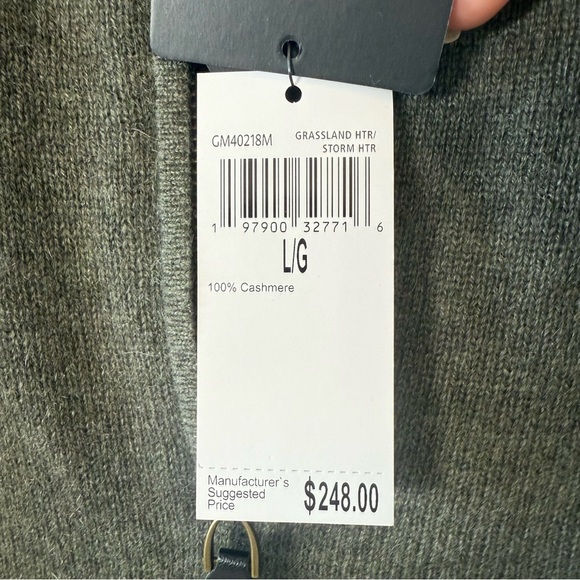 GM40218M GRASSLAND HTR/
STORM HTR
1 97900 32771 6
L/G
100% Cashmere
Manufacturer`s
Suggested
Price
$248.00